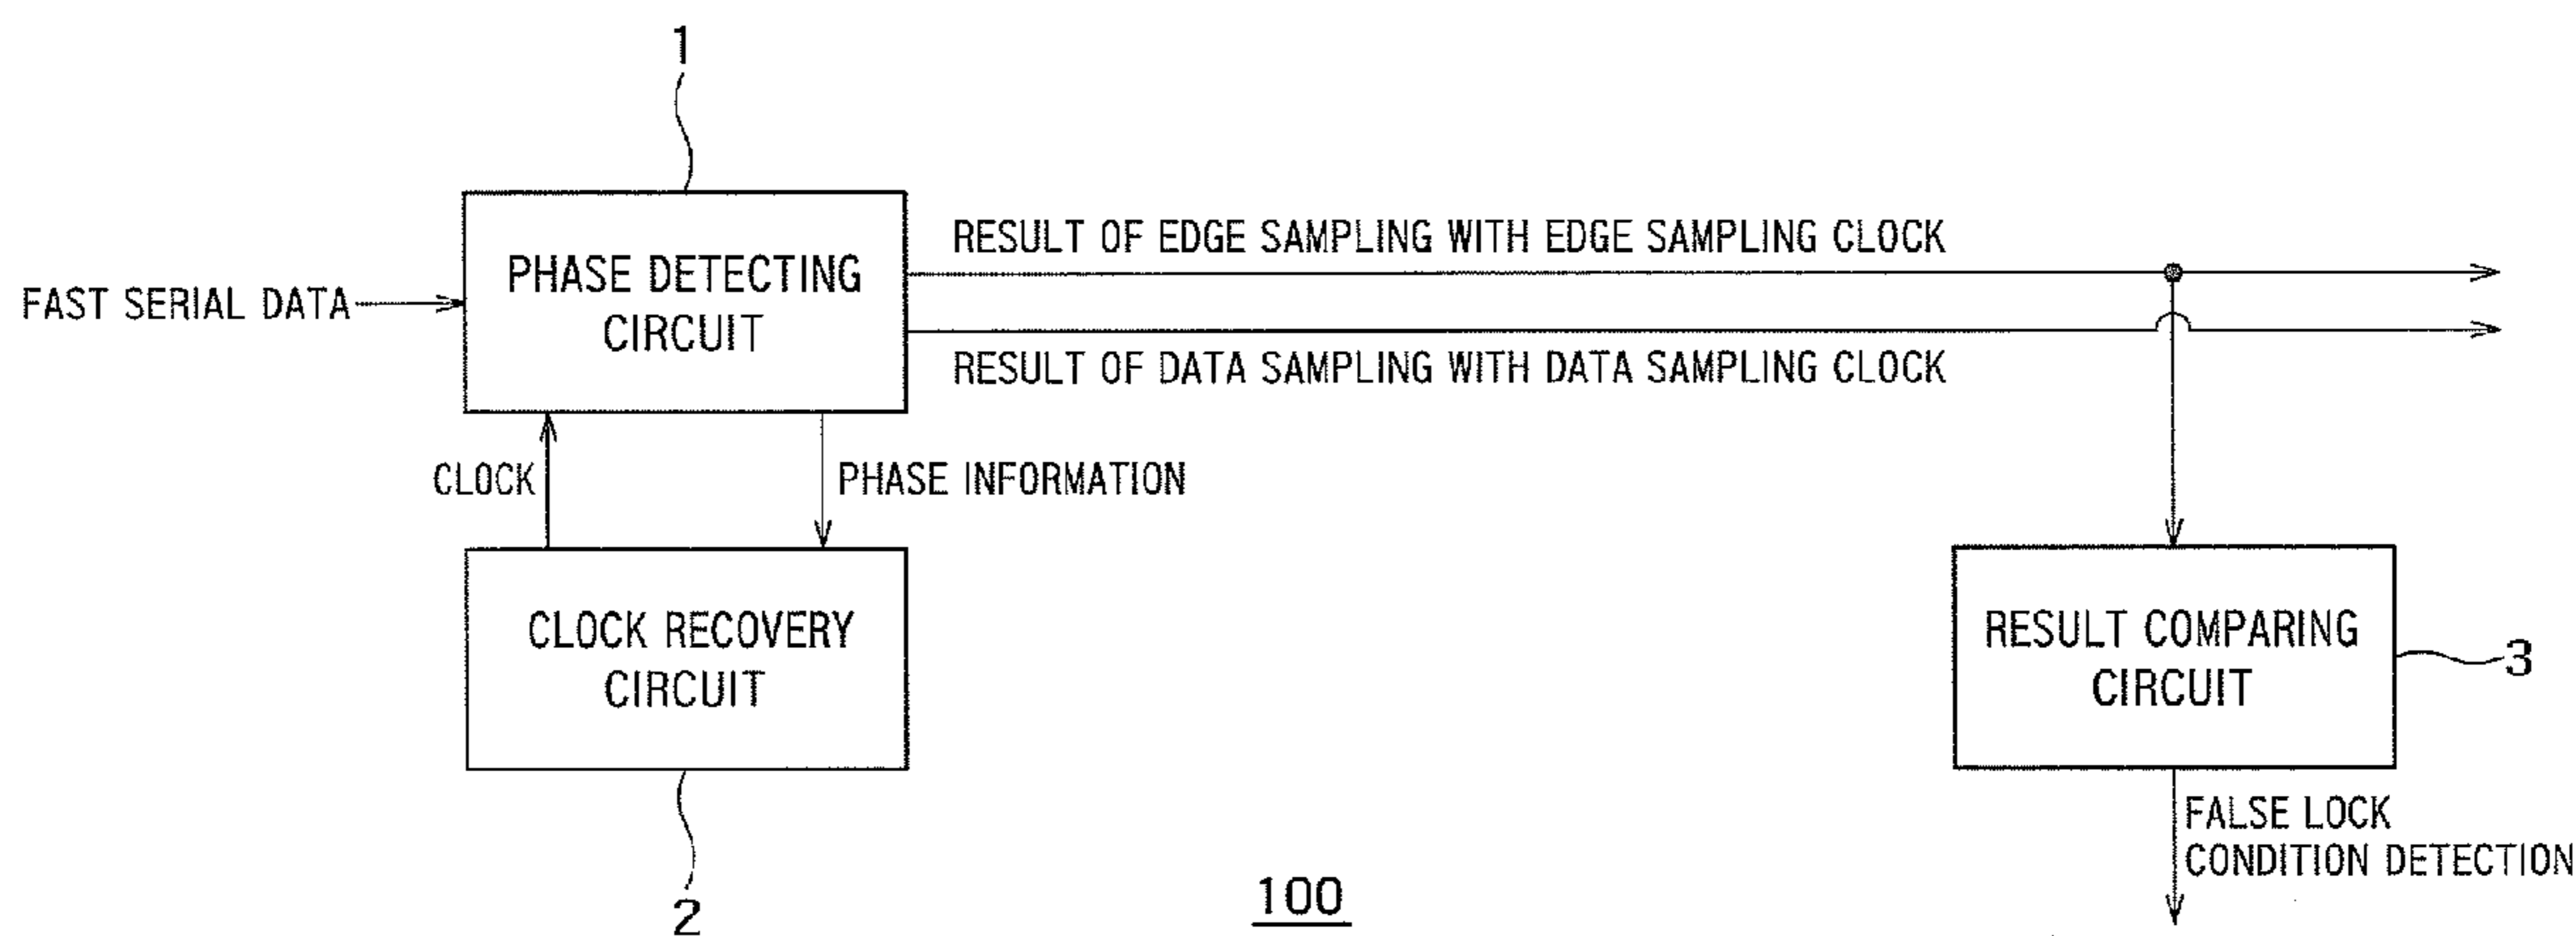 1
RESULT OF EDGE SAMPLING WITH EDGE SAMPLING CLOCK
PHASE DETECTING
CIRCUIT
FAST SERIAL DATA
RESULT OF DATA SAMPLING WITH DATA SAMPLING CLOCK
CLOCK
PHASE INFORMATION
CLOCK RECOVERY
CIRCUIT
RESULT COMPARING
CIRCUIT
3
FALSE LOCK
CONDITION DETECTION
2
100